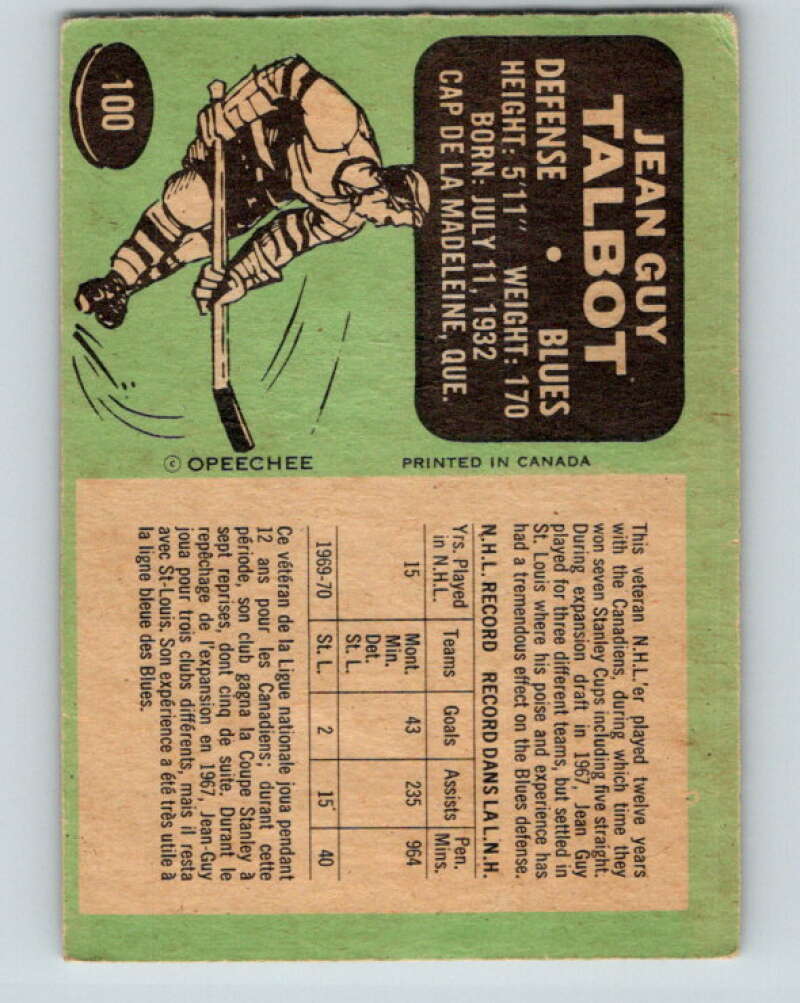 100
JEAN GUY
TALBOT
DEFENSE • BLUES
HEIGHT: 5'11" WEIGHT: 170
BORN: JULY 11, 1932
CAP DE LA MADELEINE, QUE.
© OPEECHEE
PRINTED IN CANADA
This veteran N.H.L.'er played twelve years
with the Canadiens, during which time they
won seven Stanley Cups including five straight.
During expansion draft in 1967, Jean Guy
played for three different teams, but settled in
St. Louis where his poise and experience has
had a tremendous effect on the Blues defense.
N.H.L. RECORD RECORD DANS LA L.N.H.
Yrs. Played in N.H.L. Teams Goals Assists Pen. Mins.
15 Mont. 43 235 964
Min.
Det.
St. L.
1969-70 St. L. 2 15 40
Ce vétéran de la Ligue nationale joua pendant
12 ans pour les Canadiens; durant cette
période, son club gagna la Coupe Stanley à
sept reprises, dont cinq de suite. Durant le
repêchage de l'expansion en 1967, Jean-Guy
joua pour trois clubs différents, mais il resta
avec St-Louis. Son expérience a été très utile à
la ligne bleue des Blues.